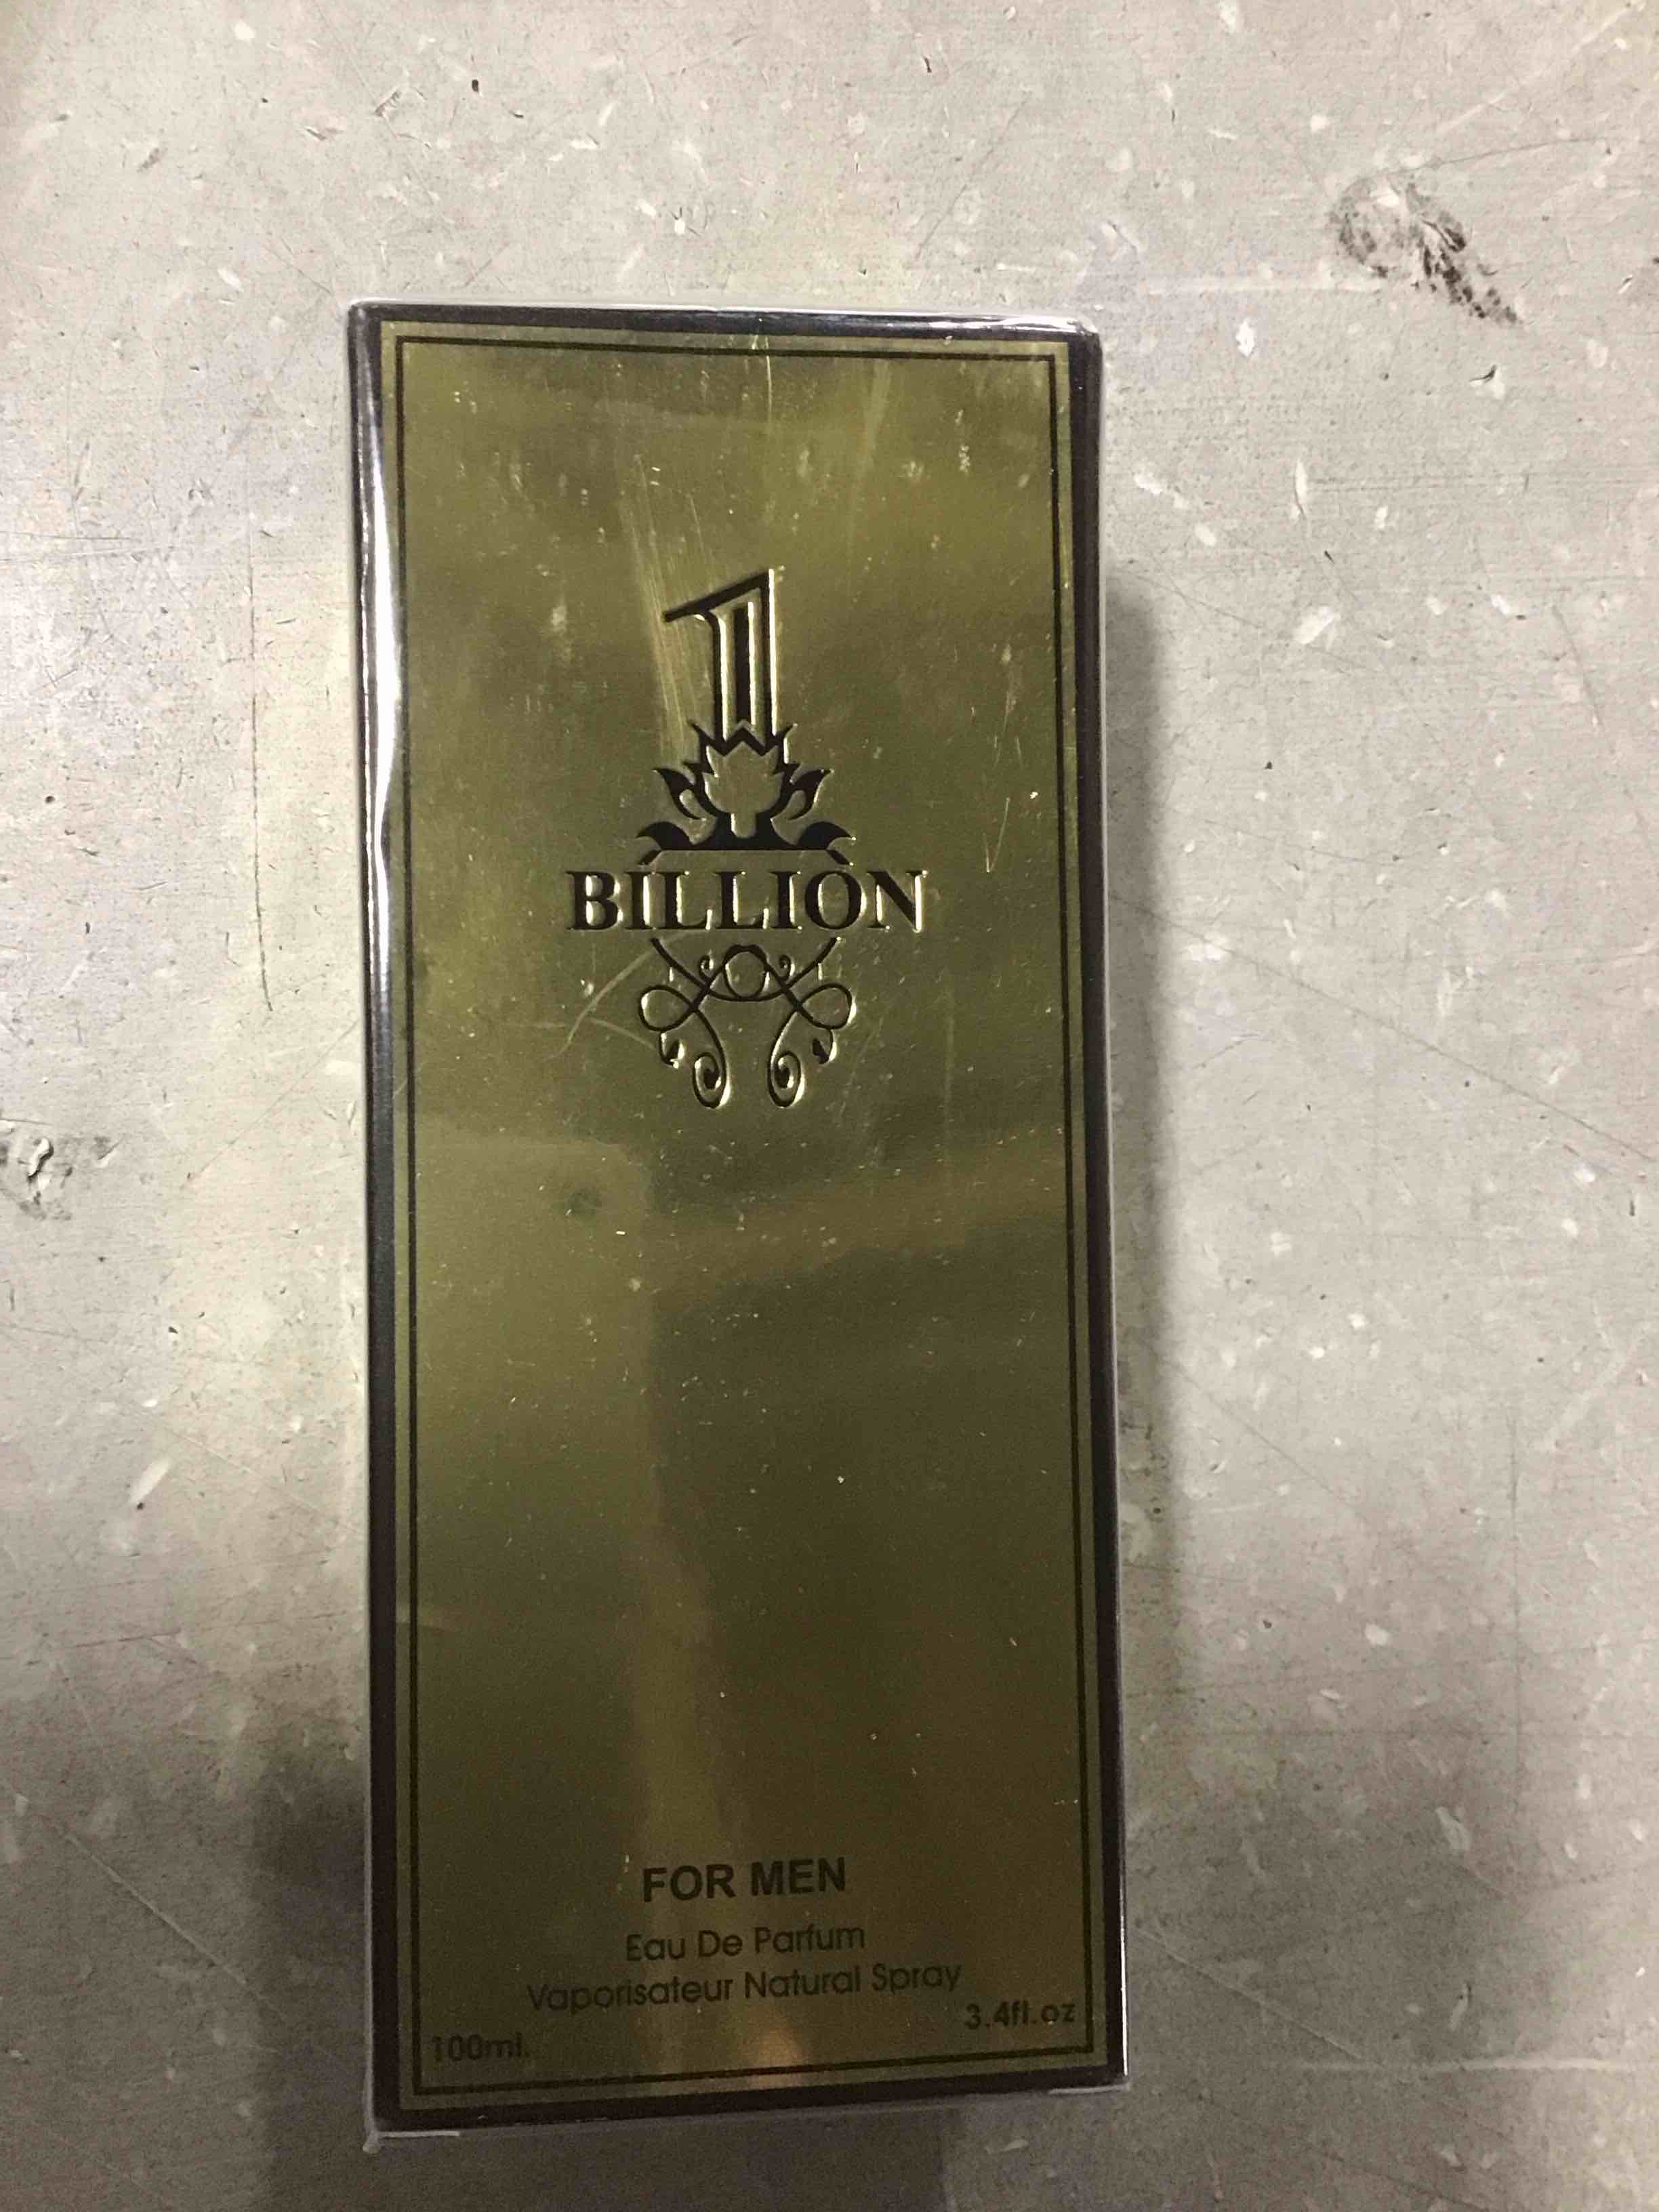 1
BILLION
FOR MEN
Eau De Parfum
Vaporisateur Natural Spray
3.4fl.oz
100ml.